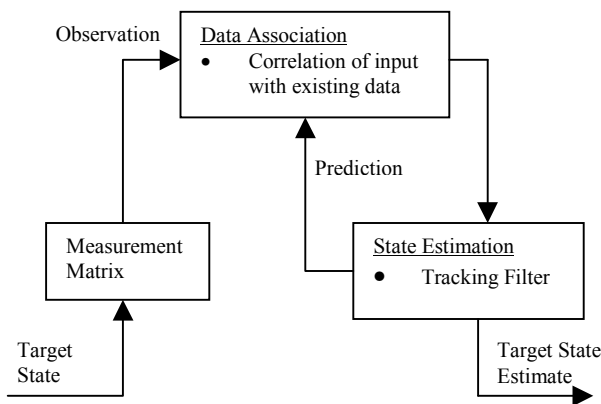 Observation
Data Association
• Correlation of input
with existing data
Prediction
Measurement
Matrix
State Estimation
• Tracking Filter
Target
State
Target State
Estimate